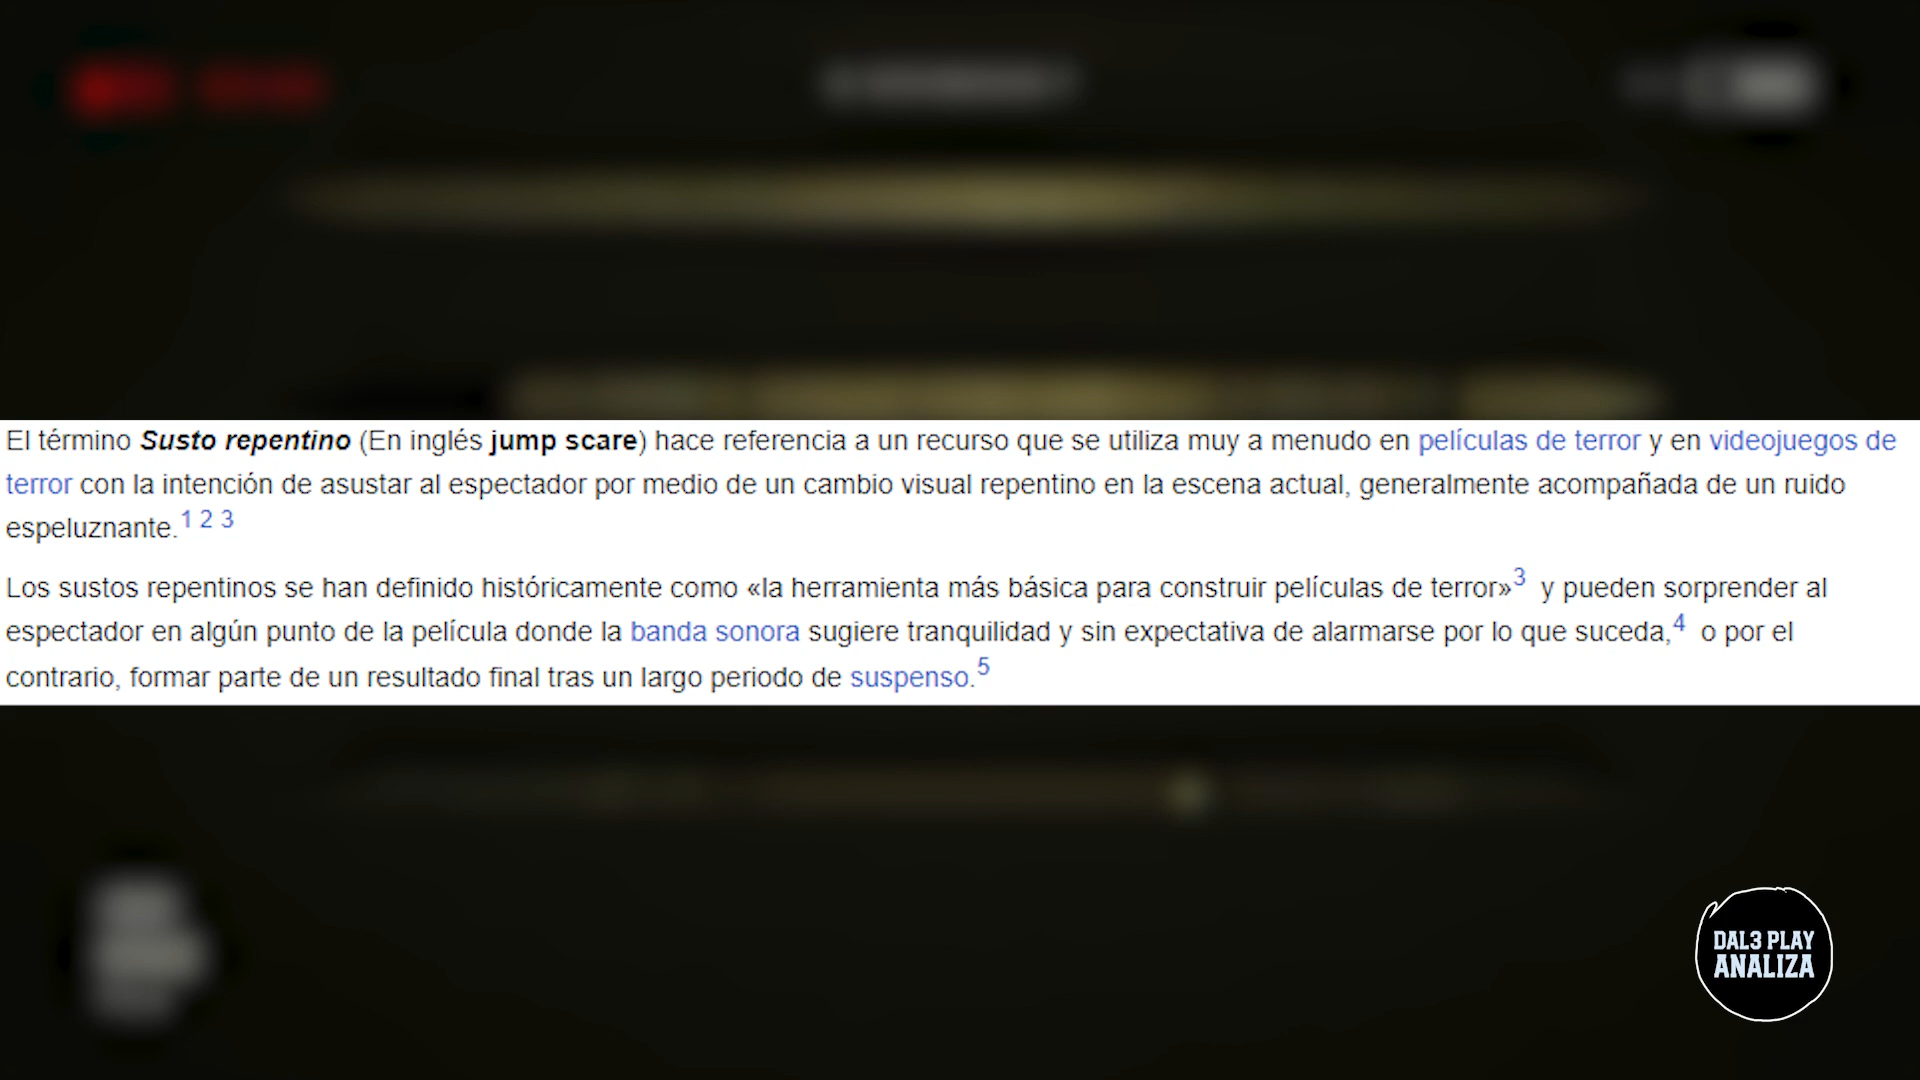 El término Susto repentino (En inglés jump scare) hace referencia a un recurso que se utiliza muy a menudo en películas de terror y en videojuegos de
terror con la intención de asustar al espectador por medio de un cambio visual repentino en la escena actual, generalmente acompañada de un ruido
espeluznante.1 2 3
Los sustos repentinos se han definido históricamente como «la herramienta más básica para construir películas de terror»3 y pueden sorprender al
espectador en algún punto de la película donde la banda sonora sugiere tranquilidad y sin expectativa de alarmarse por lo que suceda,4 o por el
contrario, formar parte de un resultado final tras un largo periodo de suspenso.5
DAL3 PLAY
ANALIZA